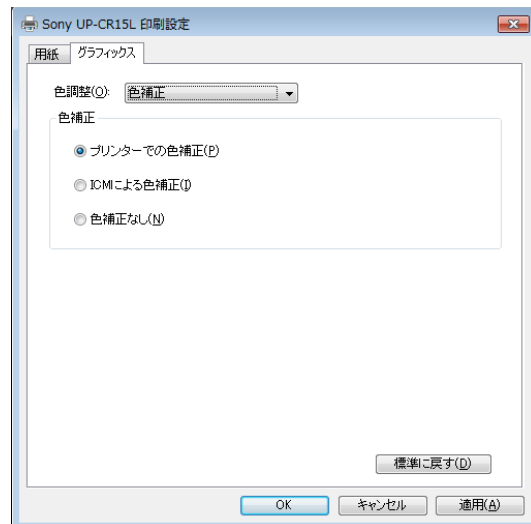 Sony UP-CR15L 印刷設定
用紙 グラフィックス
色調整(O): 色補正
色補正
プリンターでの色補正(P)
ICMによる色補正(I)
色補正なし(N)
標準に戻す(D)
OK キャンセル 適用(A)